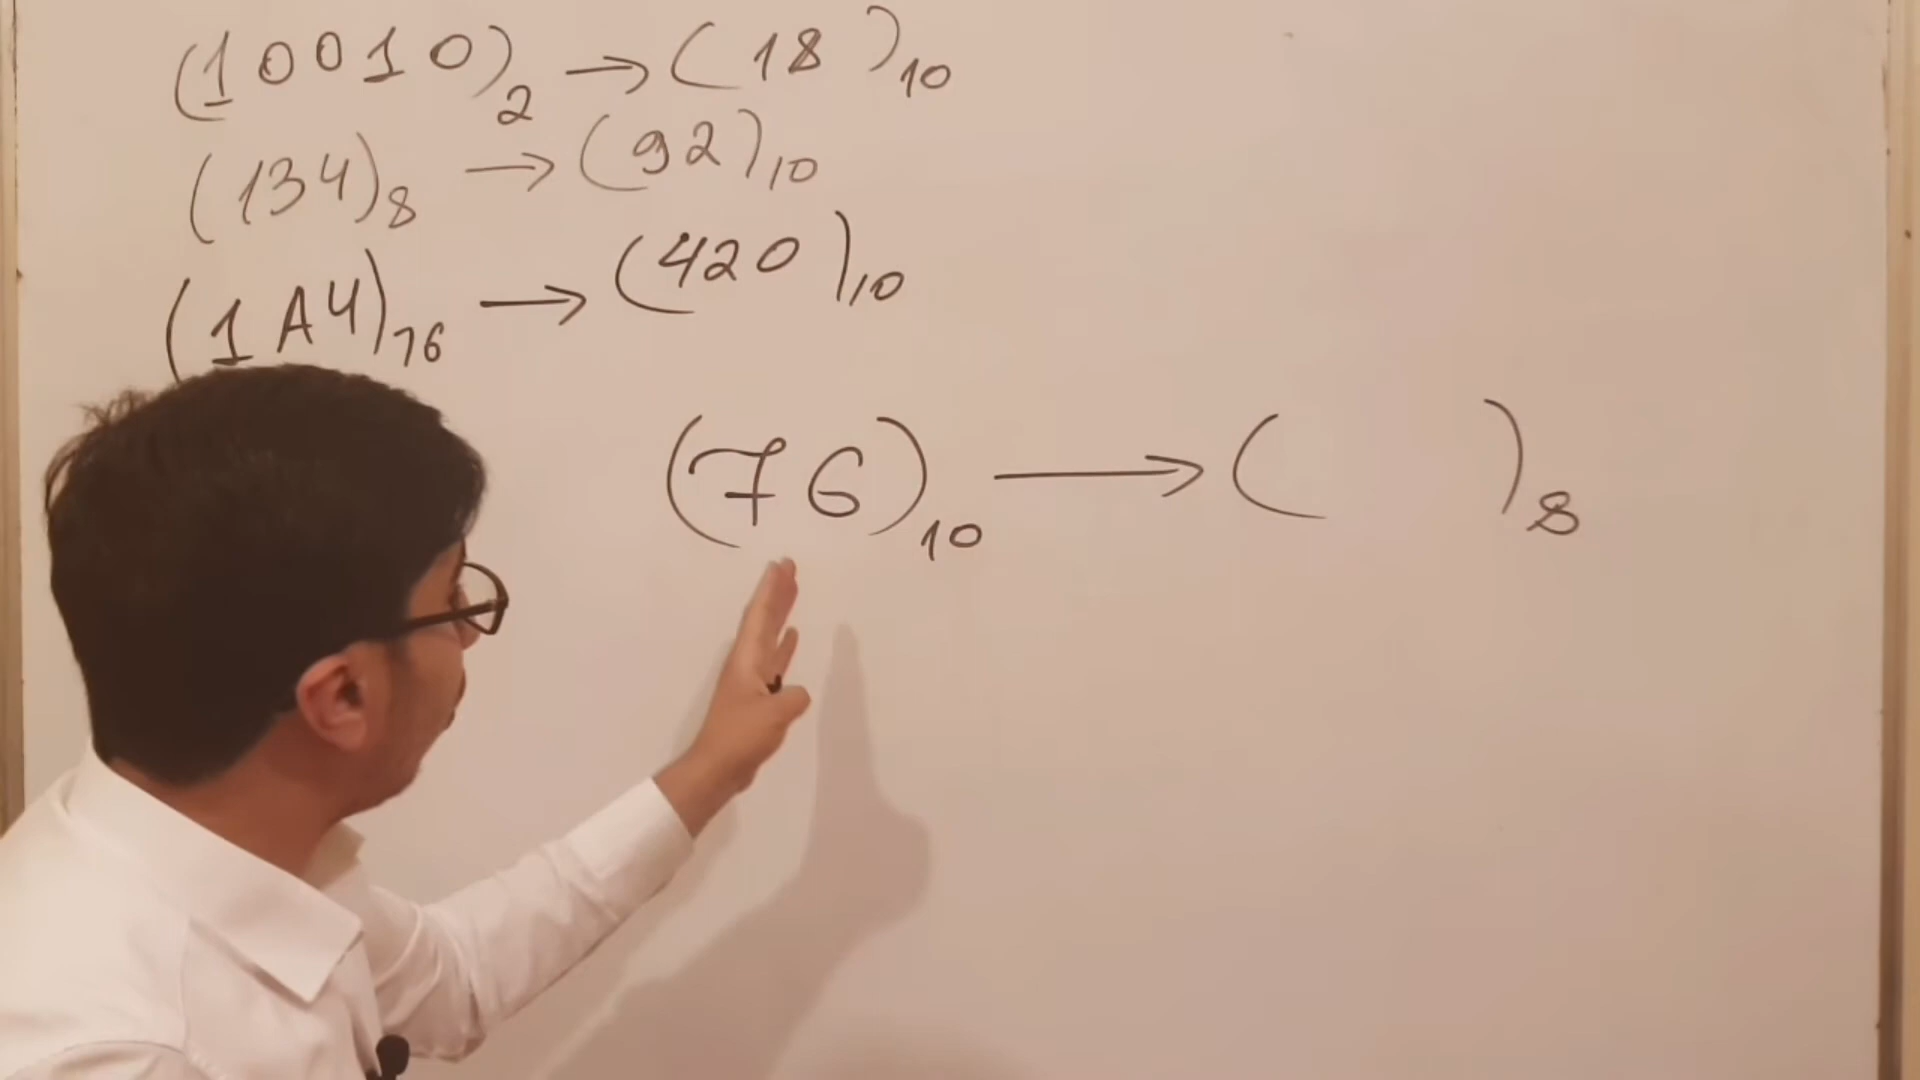 (10010)₂ → (18)₁₀
(134)₈ → (92)₁₀
(1A4)₁₆ → (420)₁₀
(76)₁₀ → ( )₈